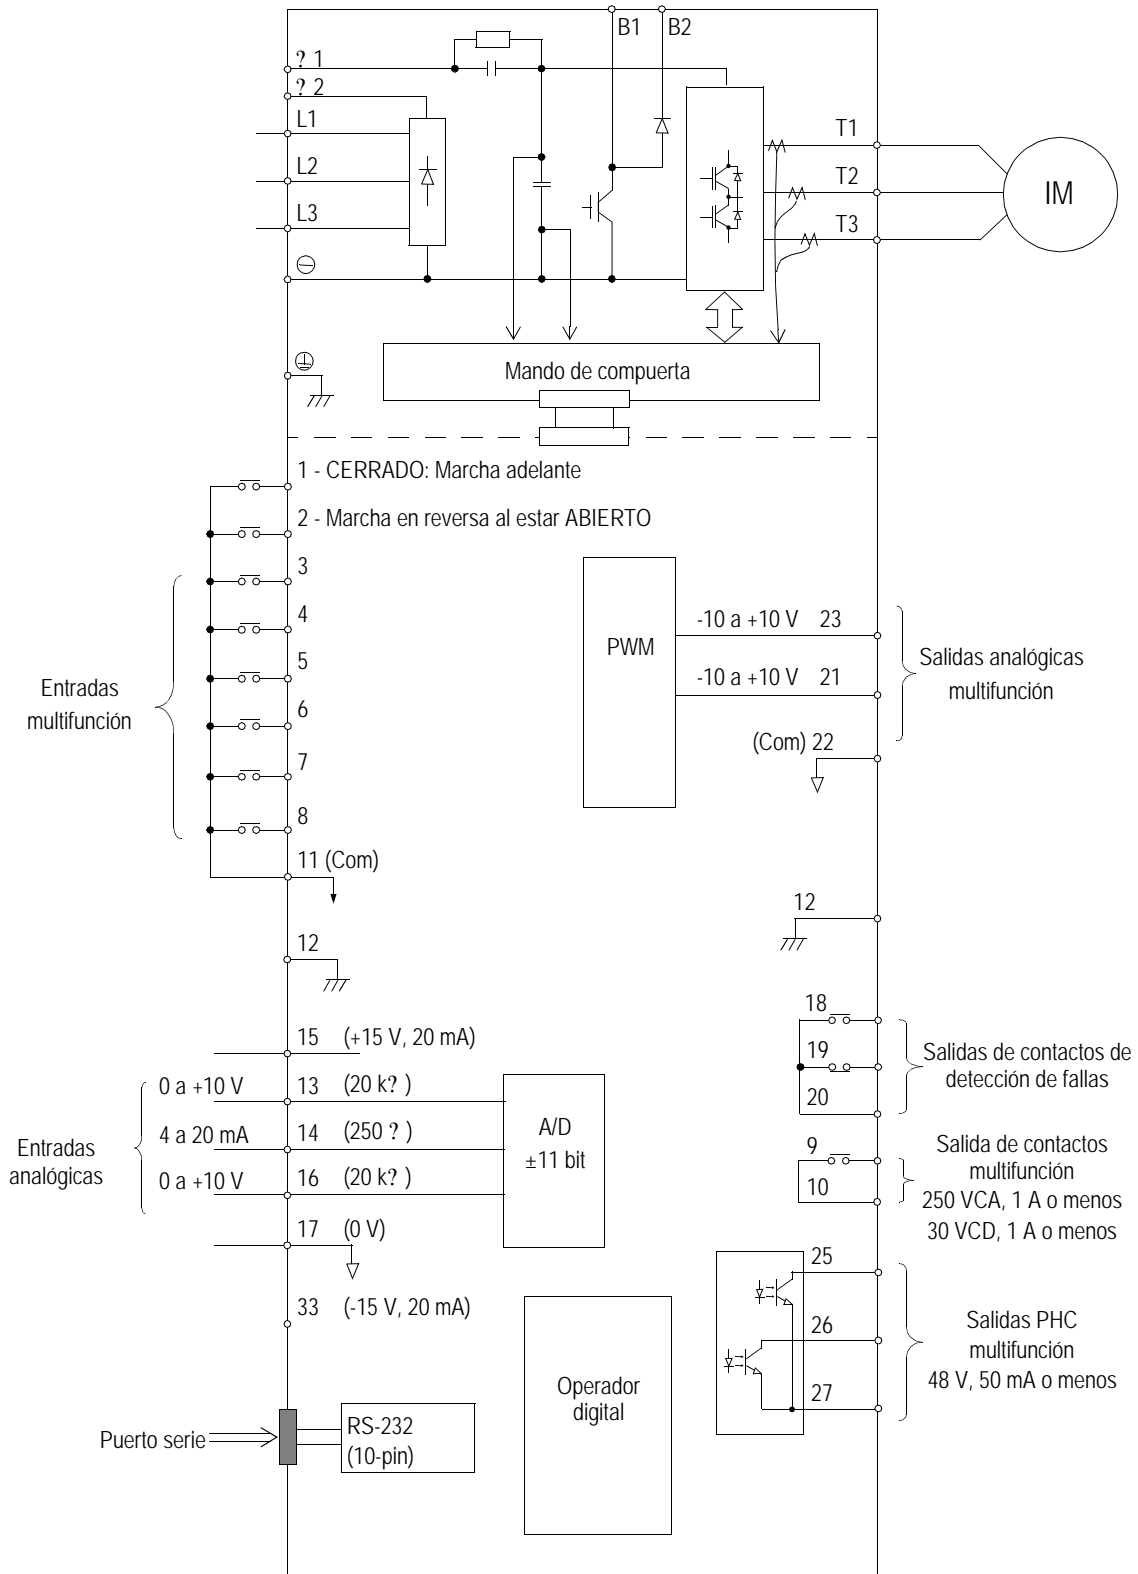 B1 B2
? 1
? 2
L1
L2
L3
T1
T2
T3
IM
Mando de compuerta
1 - CERRADO: Marcha adelante
2 - Marcha en reversa al estar ABIERTO
3
4
5
6
7
8
Entradas
multifunción
11 (Com)
12
PWM
-10 a +10 V 23
-10 a +10 V 21
(Com) 22
Salidas analógicas
multifunción
12
15 (+15 V, 20 mA)
0 a +10 V 13 (20 k? )
4 a 20 mA 14 (250 ? )
0 a +10 V 16 (20 k? )
17 (0 V)
33 (-15 V, 20 mA)
Entradas
analógicas
A/D
±11 bit
18
19
20
Salidas de contactos de
detección de fallas
9
10
Salida de contactos
multifunción
250 VCA, 1 A o menos
30 VCD, 1 A o menos
25
26
27
Salidas PHC
multifunción
48 V, 50 mA o menos
Operador
digital
Puerto serie
RS-232
(10-pin)